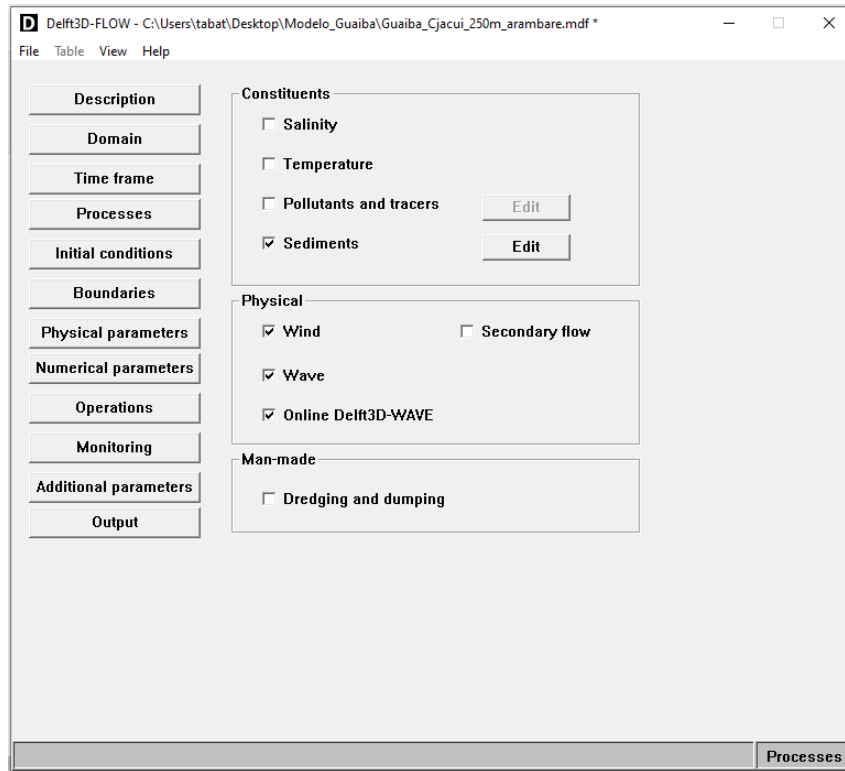 Delft3D-FLOW - C:\Users\tabat\Desktop\Modelo_Guaiba\Guaiba_Cjacui_250m_arambare.mdf *
File Table View Help
Description
Domain
Time frame
Processes
Initial conditions
Boundaries
Physical parameters
Numerical parameters
Operations
Monitoring
Additional parameters
Output
Constituents
Salinity
Temperature
Pollutants and tracers Edit
Sediments Edit
Physical
Wind Secondary flow
Wave
Online Delft3D-WAVE
Man-made
Dredging and dumping
Processes